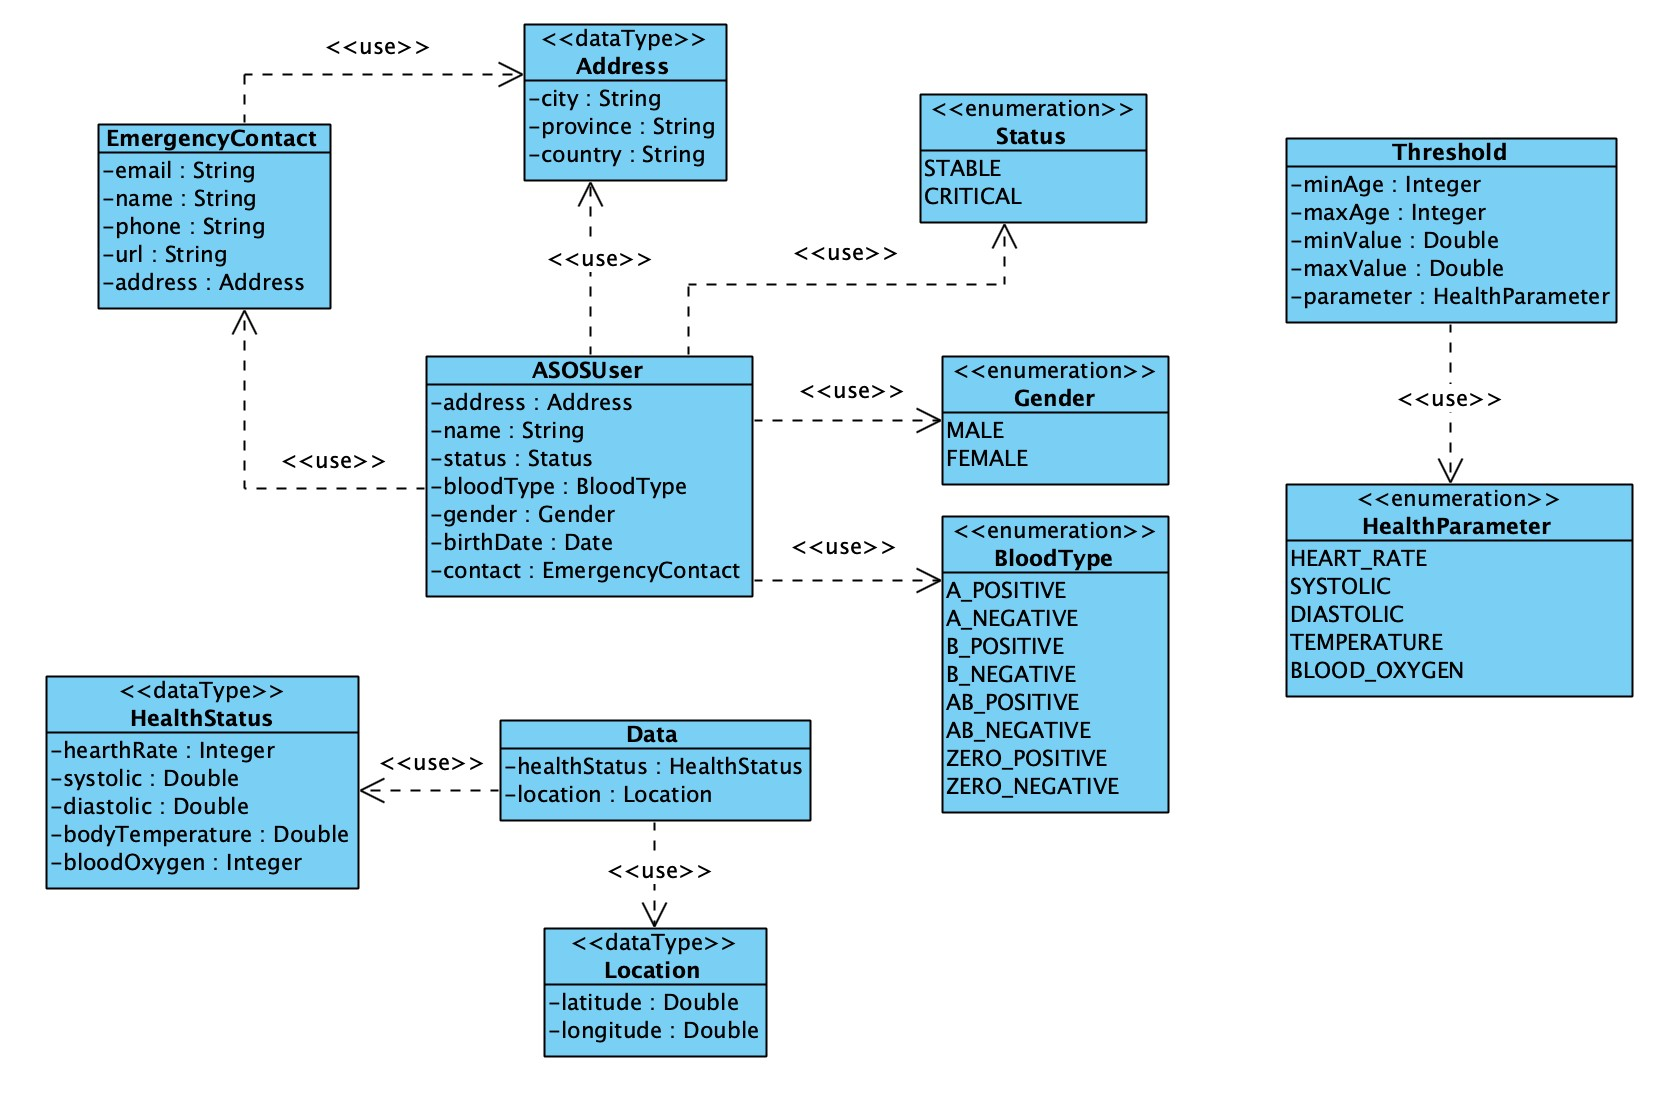 <<use>>
<<dataType>>
Address
-city : String
-province : String
-country : String
EmergencyContact
-email : String
-name : String
-phone : String
-url : String
-address : Address
<<use>>
<<enumeration>>
Status
STABLE
CRITICAL
<<use>>
Threshold
-minAge : Integer
-maxAge : Integer
-minValue : Double
-maxValue : Double
-parameter : HealthParameter
<<use>>
ASOSUser
-address : Address
-name : String
-status : Status
-bloodType : BloodType
-gender : Gender
-birthDate : Date
-contact : EmergencyContact
<<use>>
<<use>>
<<enumeration>>
Gender
MALE
FEMALE
<<use>>
<<enumeration>>
BloodType
A_POSITIVE
A_NEGATIVE
B_POSITIVE
B_NEGATIVE
AB_POSITIVE
AB_NEGATIVE
ZERO_POSITIVE
ZERO_NEGATIVE
<<enumeration>>
HealthParameter
HEART_RATE
SYSTOLIC
DIASTOLIC
TEMPERATURE
BLOOD_OXYGEN
<<dataType>>
HealthStatus
-hearthRate : Integer
-systolic : Double
-diastolic : Double
-bodyTemperature : Double
-bloodOxygen : Integer
<<use>>
Data
-healthStatus : HealthStatus
-location : Location
<<use>>
<<dataType>>
Location
-latitude : Double
-longitude : Double